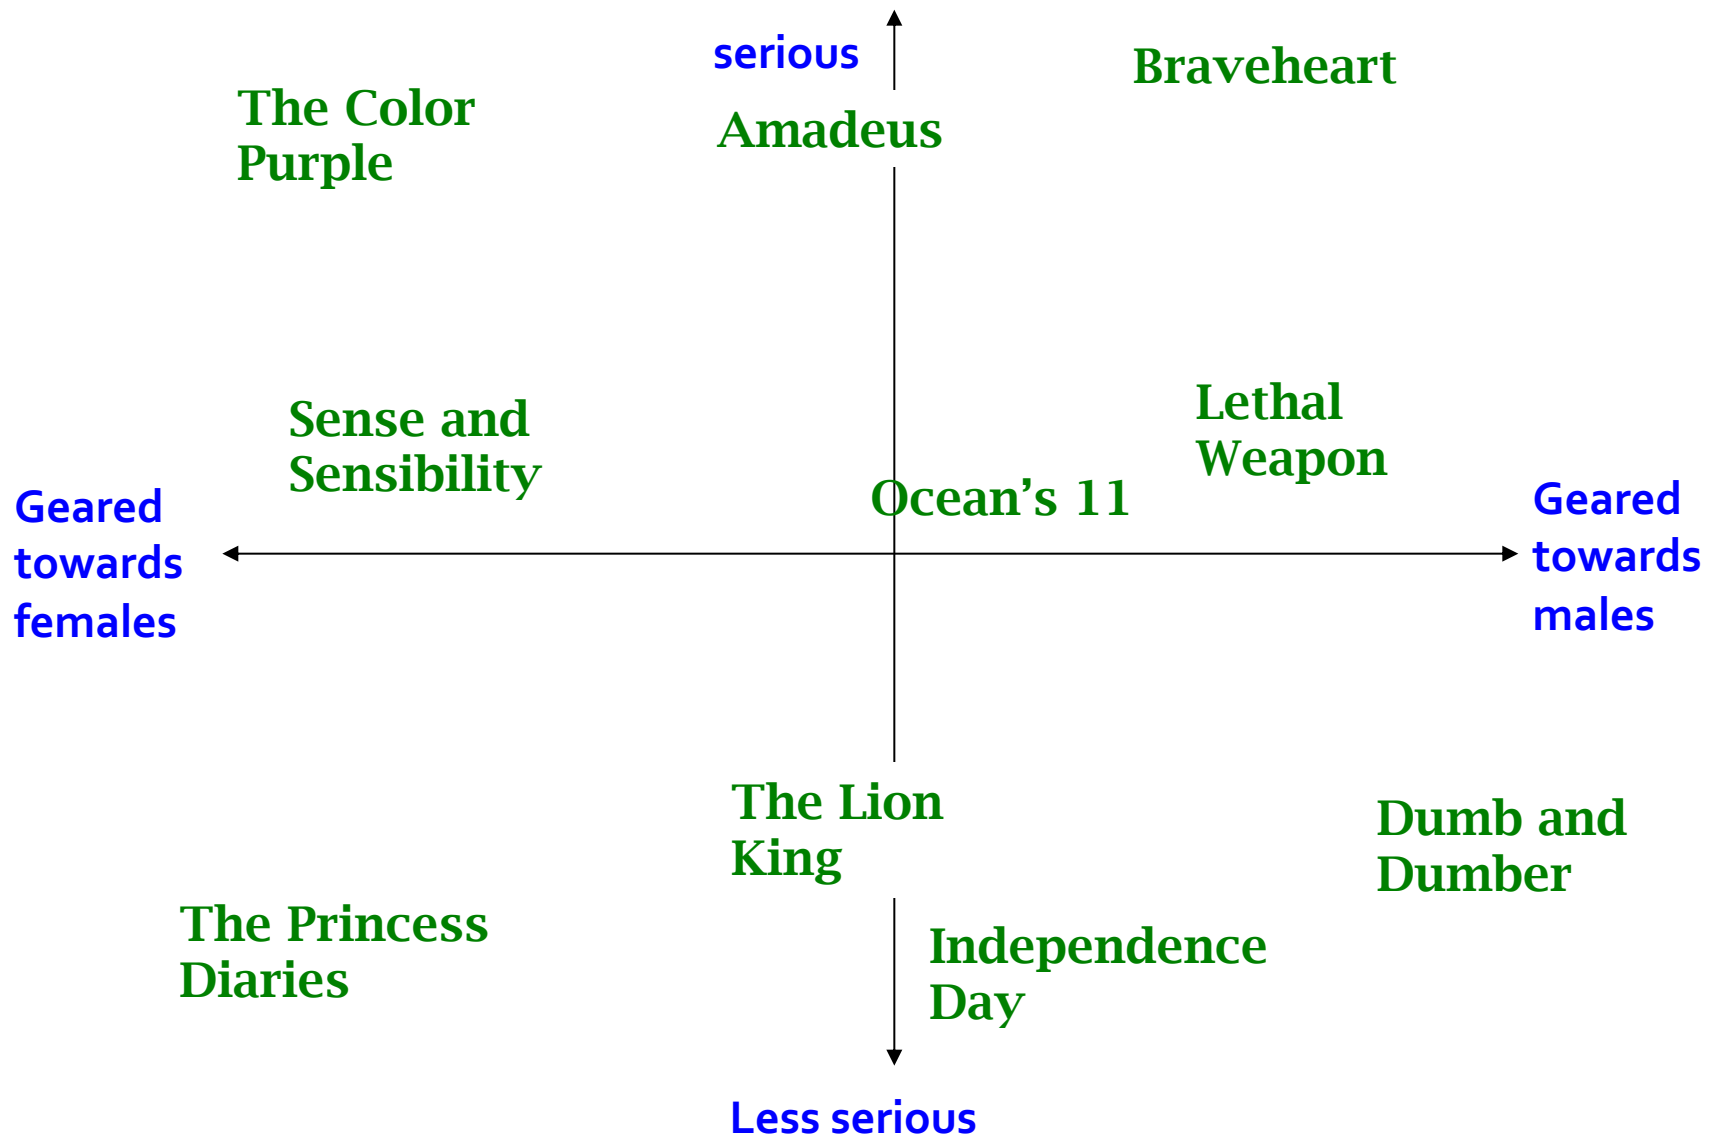 serious
Braveheart
The Color
Purple
Amadeus
Sense and
Sensibility
Lethal
Weapon
Ocean’s 11
Geared
towards
females
Geared
towards
males
The Lion
King
Dumb and
Dumber
The Princess
Diaries
Independence
Day
Less serious